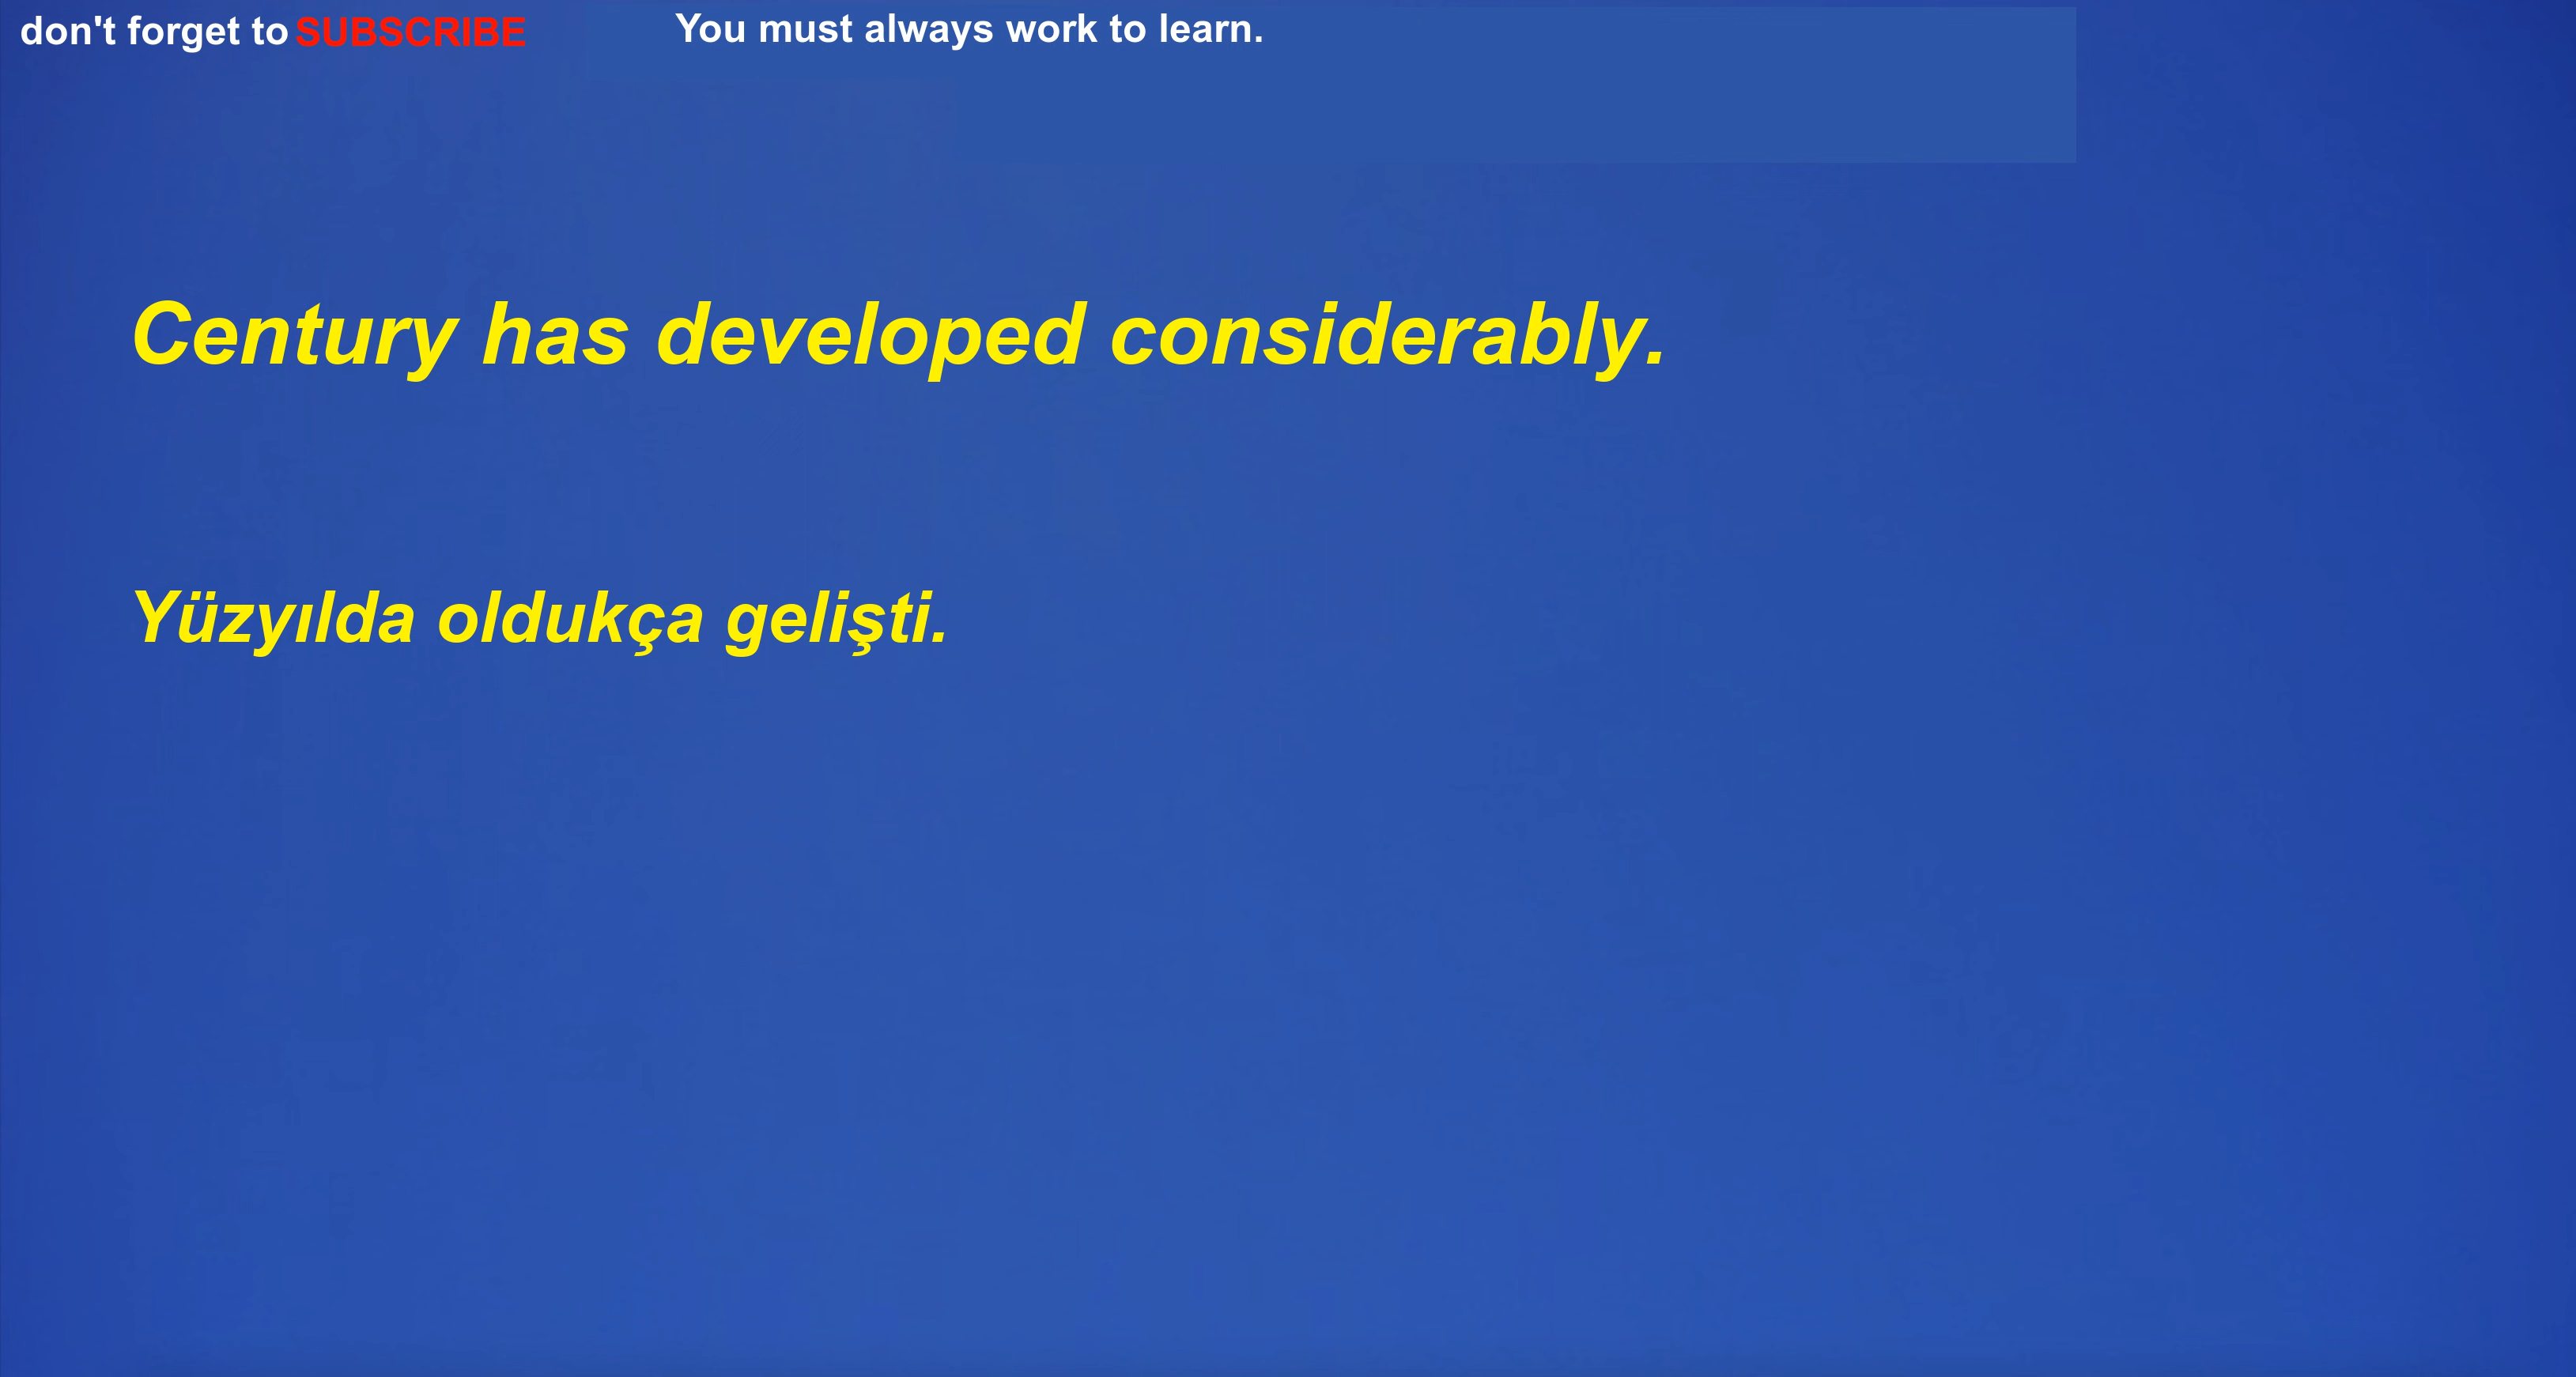 don't forget to SUBSCRIBE You must always work to learn.
Century has developed considerably.
Yüzyılda oldukça gelişti.